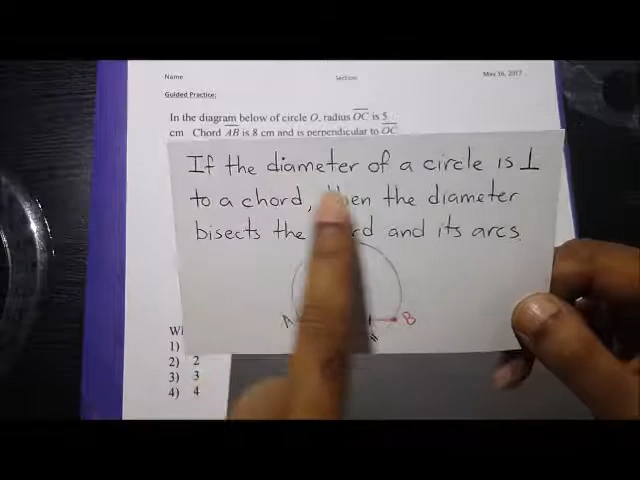 Name Section May 16, 2017
Guided Practice:
In the diagram below of circle O, radius OC is 5
cm Chord AB is 8 cm and is perpendicular to OC
If the diameter of a circle is ⊥
to a chord, then the diameter
bisects the and its arcs.
A B
1)
2) 2
3) 3
4) 4